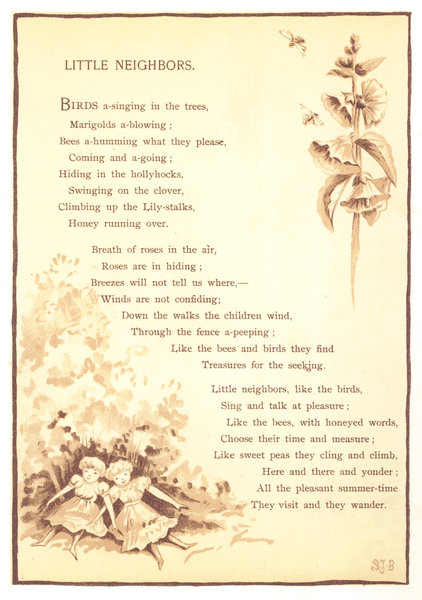 LITTLE NEIGHBORS.
BIRDS a-singing in the trees,
Marigolds a-blowing;
Bees a-humming what they please,
Coming and a-going;
Hiding in the hollyhocks,
Swinging on the clover,
Climbing up the Lily-stalks,
Honey running over.
Breath of roses in the air,
Roses are in hiding;
Breezes will not tell us where,—
Winds are not confiding;
Down the walks the children wind,
Through the fence a-peeping;
Like the bees and birds they find
Treasures for the seeking.
Little neighbors, like the birds,
Sing and talk at pleasure;
Like the bees, with honeyed words,
Choose their time and measure;
Like sweet peas they cling and climb,
Here and there and yonder;
All the pleasant summer-time
They visit and they wander.
SJ·B